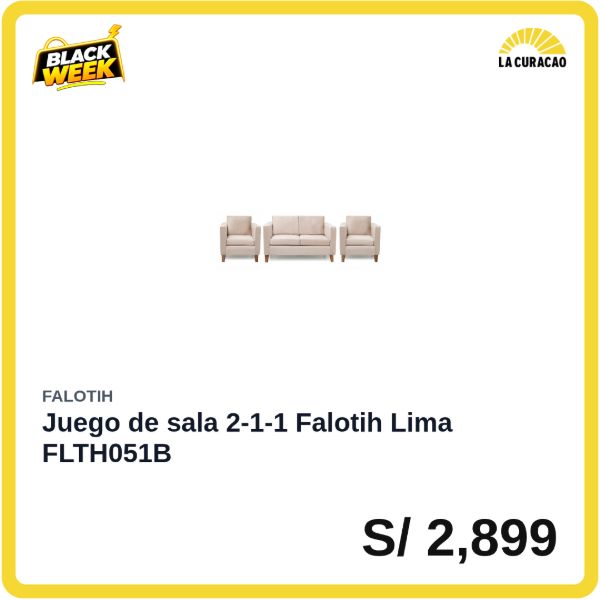 BLACK
WEEK
LA CURACAO
FALOTIH
Juego de sala 2-1-1 Falotih Lima
FLTH051B
S/ 2,899